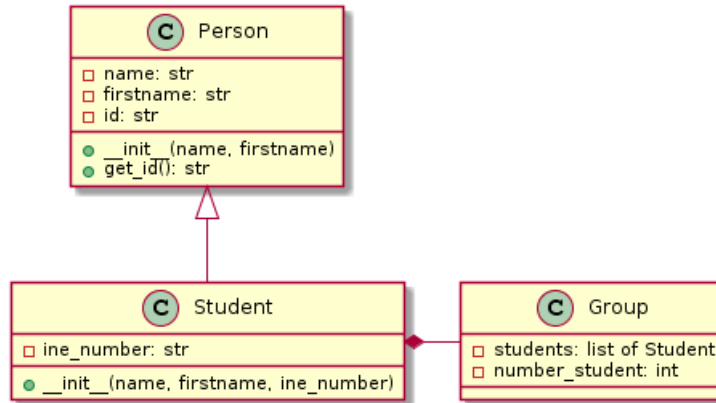 C Person
name: str
firstname: str
id: str
__init__(name, firstname)
get_id(): str
C Student
ine_number: str
__init__(name, firstname, ine_number)
C Group
students: list of Student
number_student: int